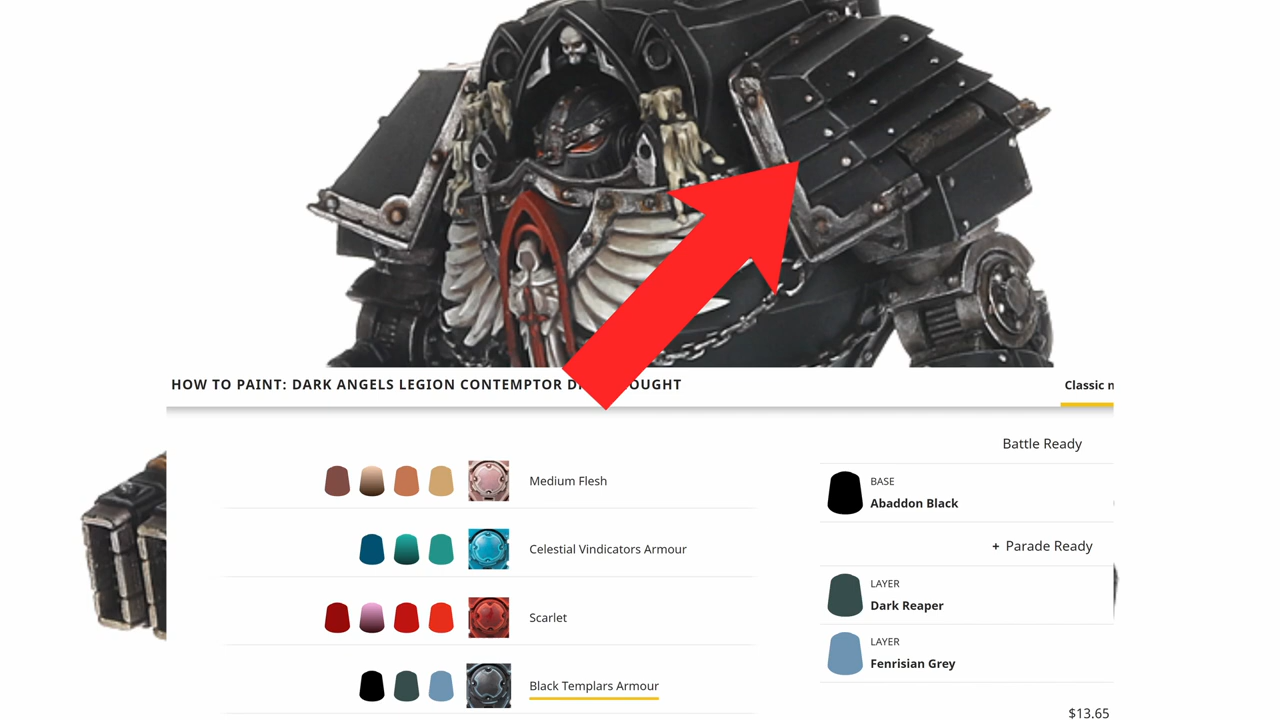 HOW TO PAINT: DARK ANGELS LEGION CONTEMPTOR
Classic
Medium Flesh
Celestial Vindicators Armour
Scarlet
Black Templars Armour
Battle Ready
BASE
Abaddon Black
+ Parade Ready
LAYER
Dark Reaper
LAYER
Fenrisian Grey
$13.65